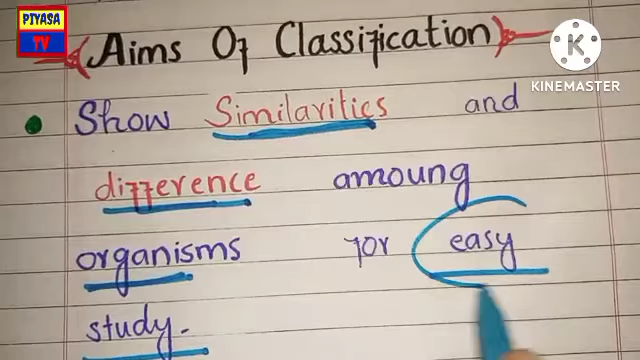 PIYASA
TV
Aims Of Classification
KINEMASTER
Show Similarities and
difference amoung
organisms for easy
study.